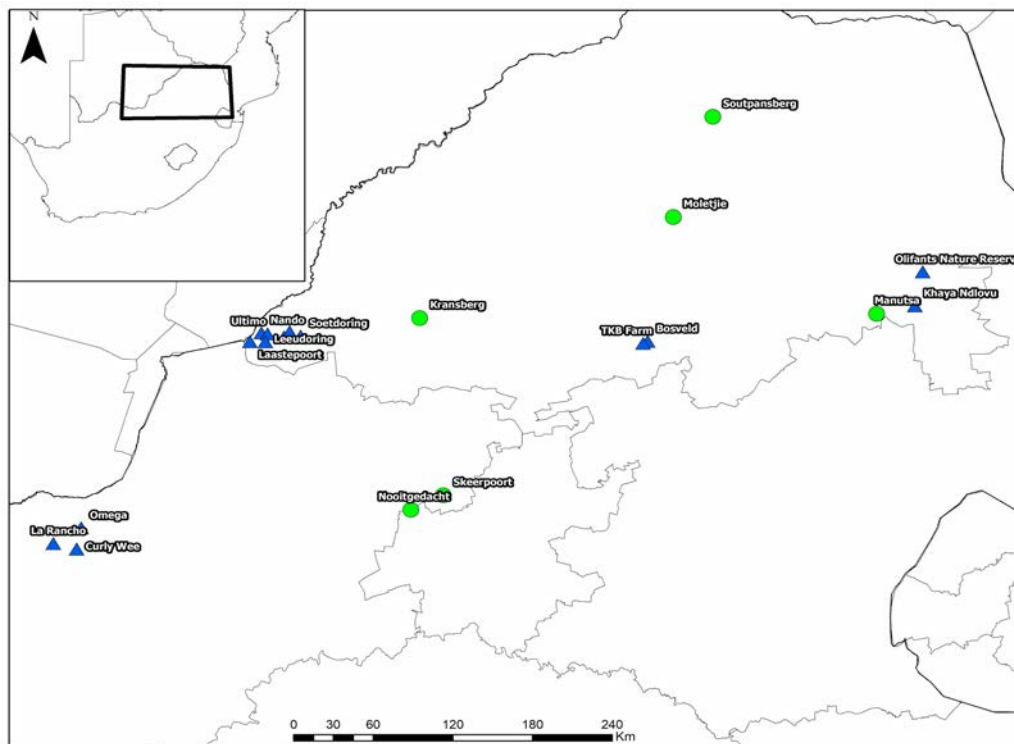 N
Soutpansberg
Moletjie
Olifants Nature Reserv
Khaya Ndlovu
Manutsa
Kransberg
Ultimo Nando Soetdoring
Leeudoring
Laastepoort
TKB Farm Bosveld
Skeerpoort
Nooitgedacht
Omega
La Rancho
Curly Wee
0 30 60 120 180 240
Km